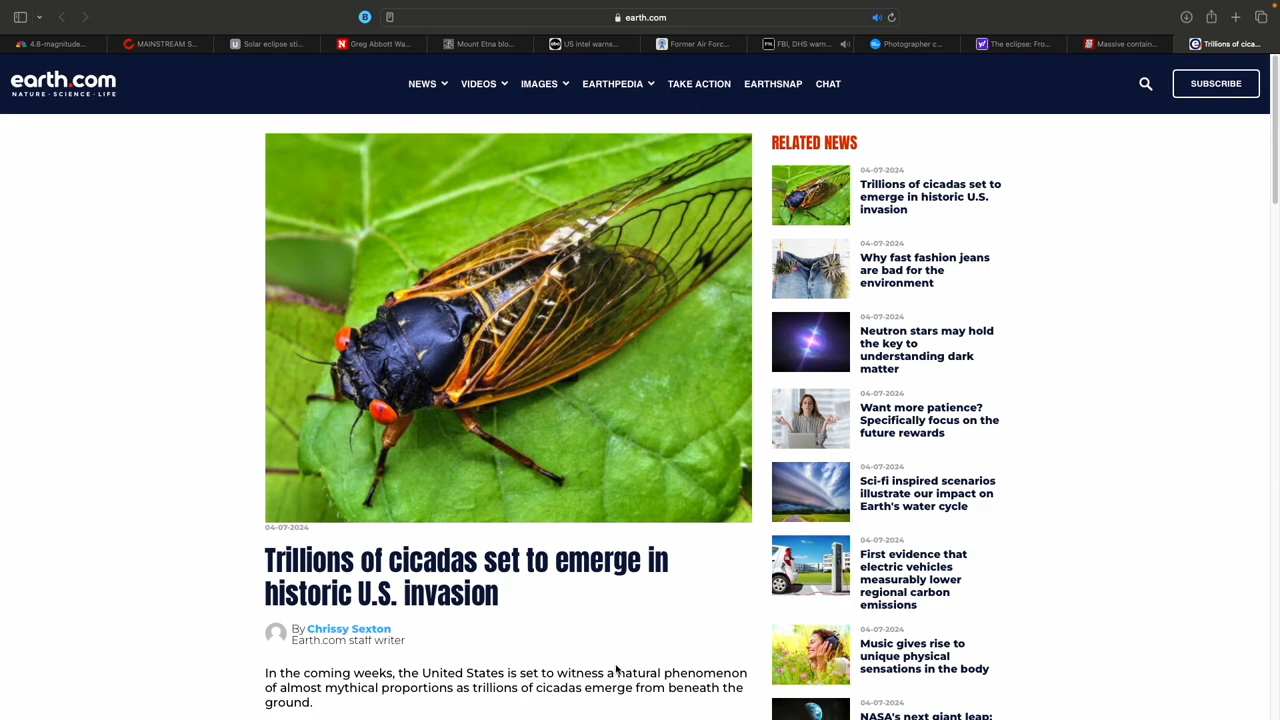 earth.com
4.8-magnitude...
MAINSTREAM S...
Solar eclipse sti...
Greg Abbott Wa...
Mount Etna blo...
US intel warns...
Former Air Forc...
FBI, DHS warn...
Photographer c...
The eclipse: Fro...
Massive contain...
Trillions of cica...
earth.com
NATURE · SCIENCE · LIFE
NEWS
VIDEOS
IMAGES
EARTHPEDIA
TAKE ACTION
EARTHSNAP
CHAT
SUBSCRIBE
04-07-2024
Trillions of cicadas set to emerge in
historic U.S. invasion
By Chrissy Sexton
Earth.com staff writer
In the coming weeks, the United States is set to witness a natural phenomenon
of almost mythical proportions as trillions of cicadas emerge from beneath the
ground.
RELATED NEWS
04-07-2024
Trillions of cicadas set to
emerge in historic U.S.
invasion
04-07-2024
Why fast fashion jeans
are bad for the
environment
04-07-2024
Neutron stars may hold
the key to
understanding dark
matter
04-07-2024
Want more patience?
Specifically focus on the
future rewards
04-07-2024
Sci-fi inspired scenarios
illustrate our impact on
Earth's water cycle
04-07-2024
First evidence that
electric vehicles
measurably lower
regional carbon
emissions
04-07-2024
Music gives rise to
unique physical
sensations in the body
04-07-2024
NASA's next giant leap: